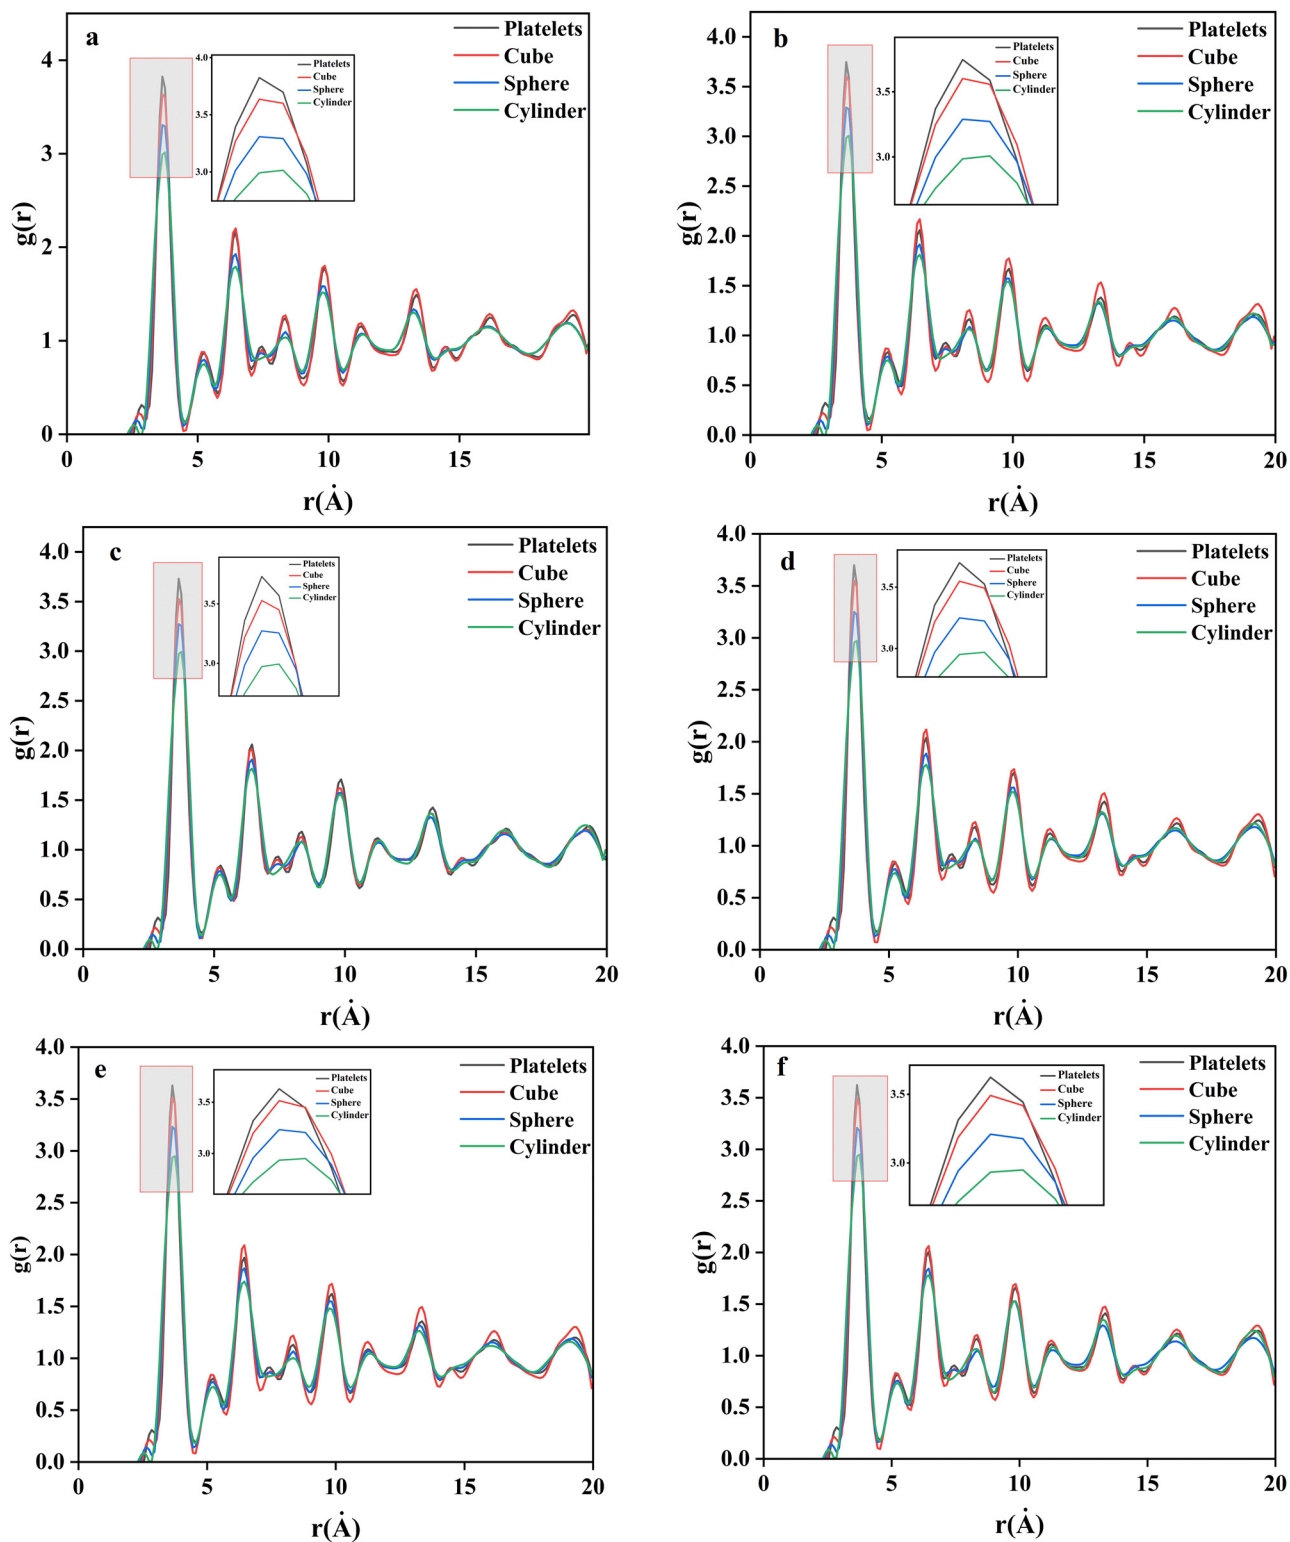 a
Platelets
Cube
Sphere
Cylinder
4.0
3.5
3.0
Platelets
Cube
Sphere
Cylinder
4
3
2
1
0
g(r)
0 5 10 15
r(Å)
b
Platelets
Cube
Sphere
Cylinder
3.5
3.0
Platelets
Cube
Sphere
Cylinder
4.0
3.5
3.0
2.5
2.0
1.5
1.0
0.5
0.0
g(r)
0 5 10 15 20
r(Å)
c
Platelets
Cube
Sphere
Cylinder
3.5
3.0
Platelets
Cube
Sphere
Cylinder
4.0
3.5
3.0
2.5
2.0
1.5
1.0
0.5
0.0
g(r)
0 5 10 15 20
r(Å)
d
Platelets
Cube
Sphere
Cylinder
3.5
3.0
Platelets
Cube
Sphere
Cylinder
4.0
3.5
3.0
2.5
2.0
1.5
1.0
0.5
0.0
g(r)
0 5 10 15 20
r(Å)
e
Platelets
Cube
Sphere
Cylinder
3.5
3.0
Platelets
Cube
Sphere
Cylinder
4.0
3.5
3.0
2.5
2.0
1.5
1.0
0.5
0.0
g(r)
0 5 10 15 20
r(Å)
f
Platelets
Cube
Sphere
Cylinder
3.5
3.0
Platelets
Cube
Sphere
Cylinder
4.0
3.5
3.0
2.5
2.0
1.5
1.0
0.5
0.0
g(r)
0 5 10 15 20
r(Å)